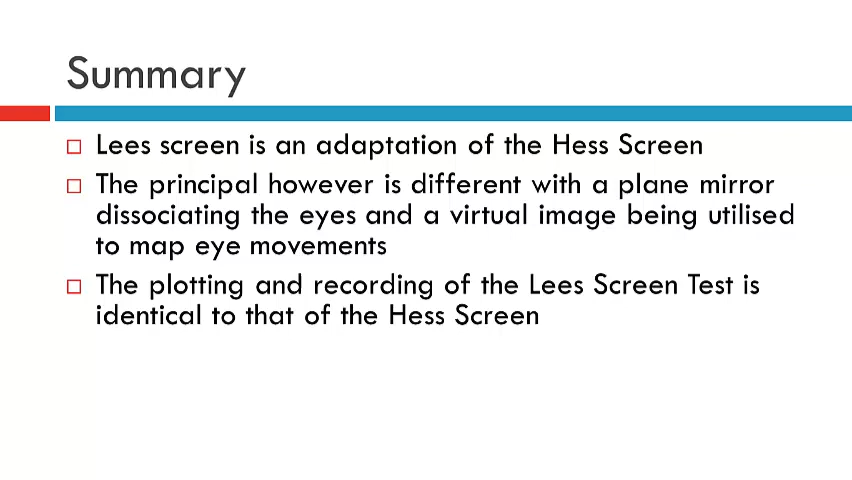 Summary
Lees screen is an adaptation of the Hess Screen
The principal however is different with a plane mirror
dissociating the eyes and a virtual image being utilised
to map eye movements
The plotting and recording of the Lees Screen Test is
identical to that of the Hess Screen